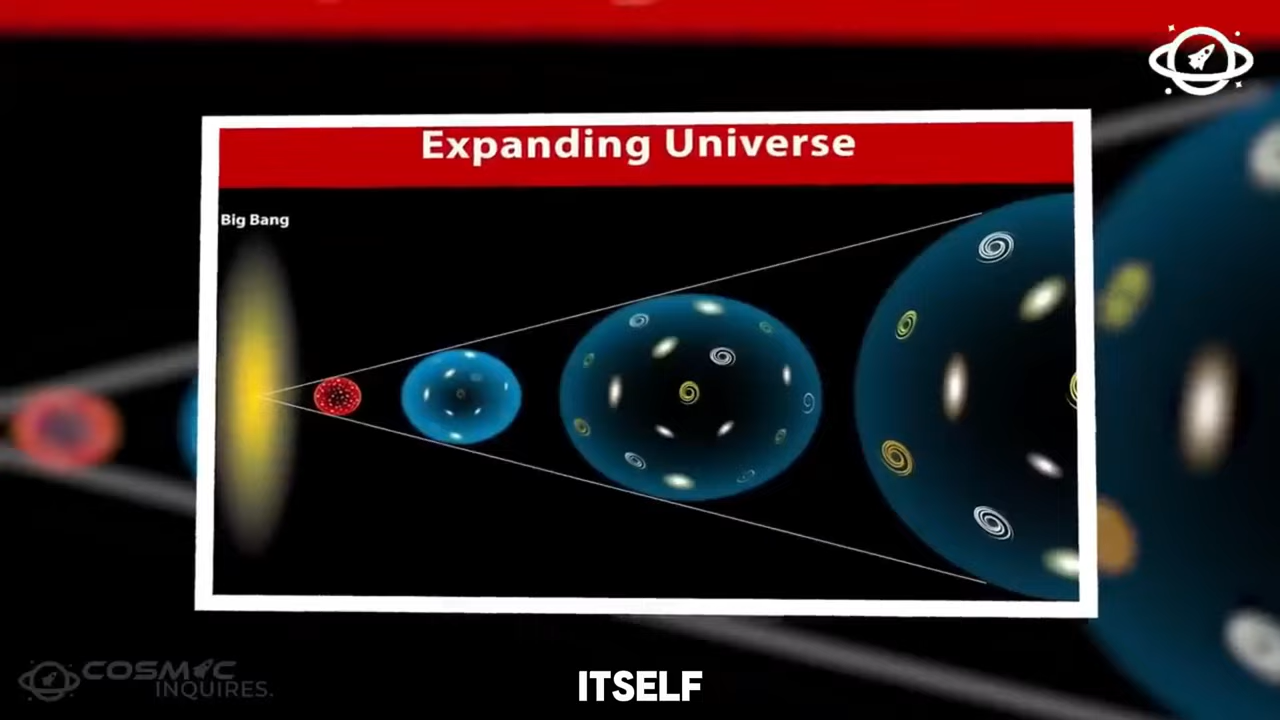 Expanding Universe
Big Bang
COSMIC
INQUIRES.
ITSELF